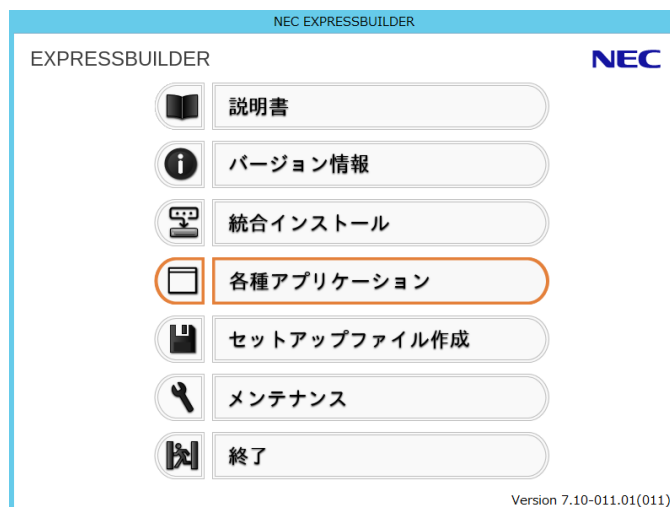 NEC EXPRESSBUILDER
EXPRESSBUILDER
NEC
説明書
バージョン情報
統合インストール
各種アプリケーション
セットアップファイル作成
メンテナンス
終了
Version 7.10-011.01(011)